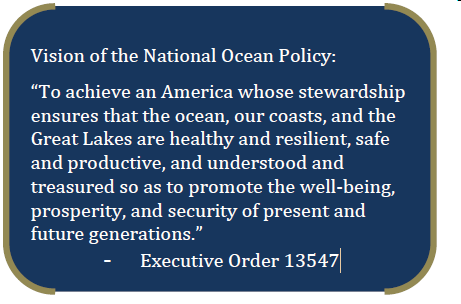 Vision of the National Ocean Policy:
“To achieve an America whose stewardship
ensures that the ocean, our coasts, and the
Great Lakes are healthy and resilient, safe
and productive, and understood and
treasured so as to promote the well-being,
prosperity, and security of present and
future generations.”
- Executive Order 13547